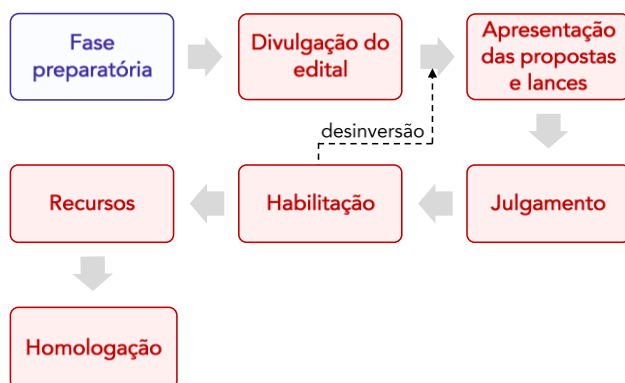 Fase
preparatória
Divulgação do
edital
Apresentação
das propostas
e lances
desinversão
Recursos
Habilitação
Julgamento
Homologação